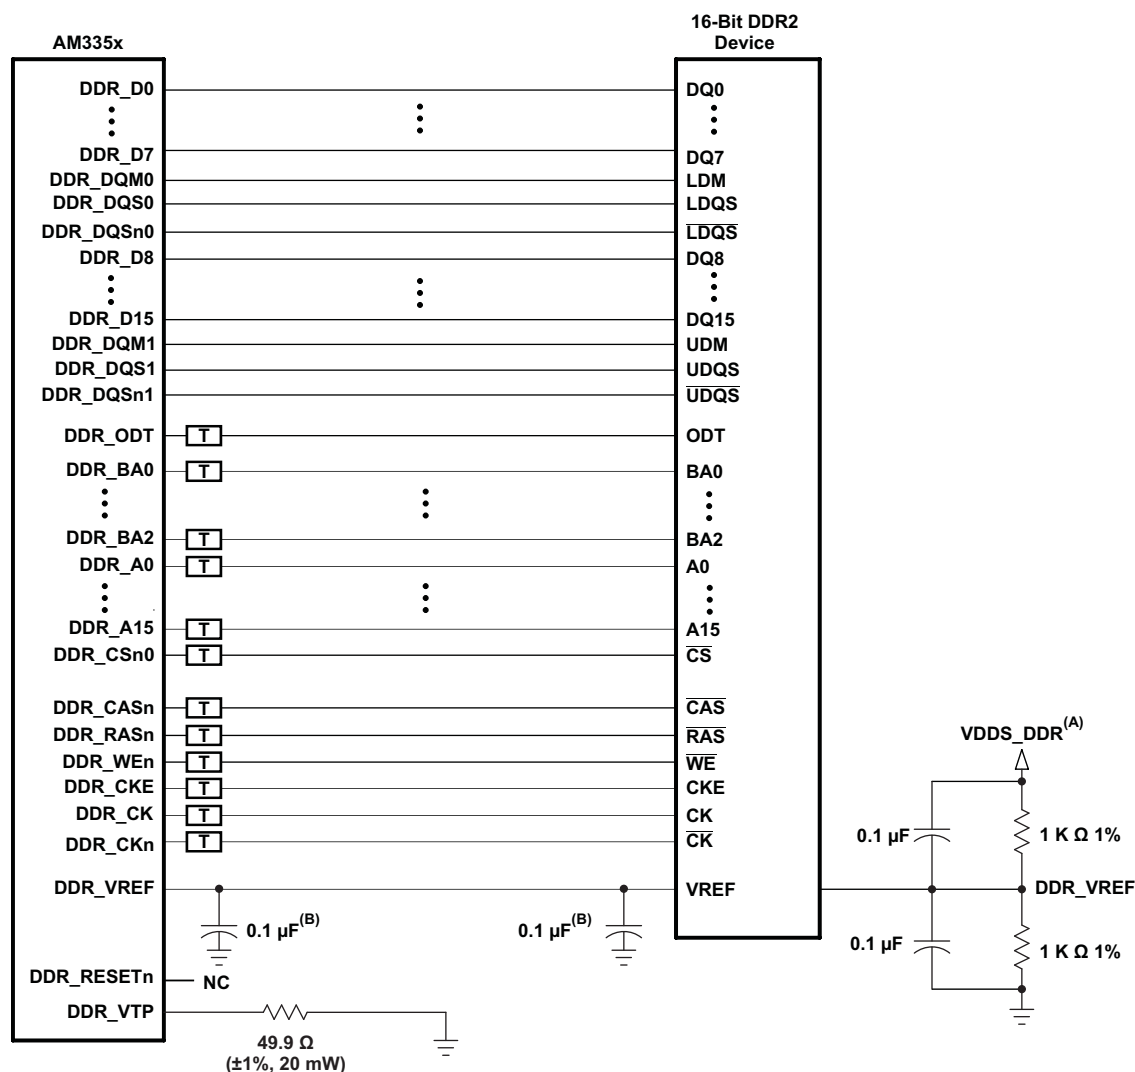 16-Bit DDR2
Device
AM335x
DDR_D0
DQ0
DDR_D7
DQ7
DDR_DQM0
LDM
DDR_DQS0
LDQS
DDR_DQSn0
LDQS
DDR_D8
DQ8
DDR_D15
DQ15
DDR_DQM1
UDM
DDR_DQS1
UDQS
DDR_DQSn1
UDQS
DDR_ODT
T
ODT
DDR_BA0
T
BA0
DDR_BA2
T
BA2
DDR_A0
T
A0
DDR_A15
T
A15
DDR_CSn0
T
CS
DDR_CASn
T
CAS
DDR_RASn
T
RAS
DDR_WEn
T
WE
DDR_CKE
T
CKE
DDR_CK
T
CK
DDR_CKn
T
CK
VDDS_DDR(A)
0.1 µF
1 K Ω 1%
DDR_VREF
VREF
DDR_VREF
0.1 µF(B)
0.1 µF(B)
0.1 µF
1 K Ω 1%
DDR_RESETn
NC
DDR_VTP
49.9 Ω
(±1%, 20 mW)